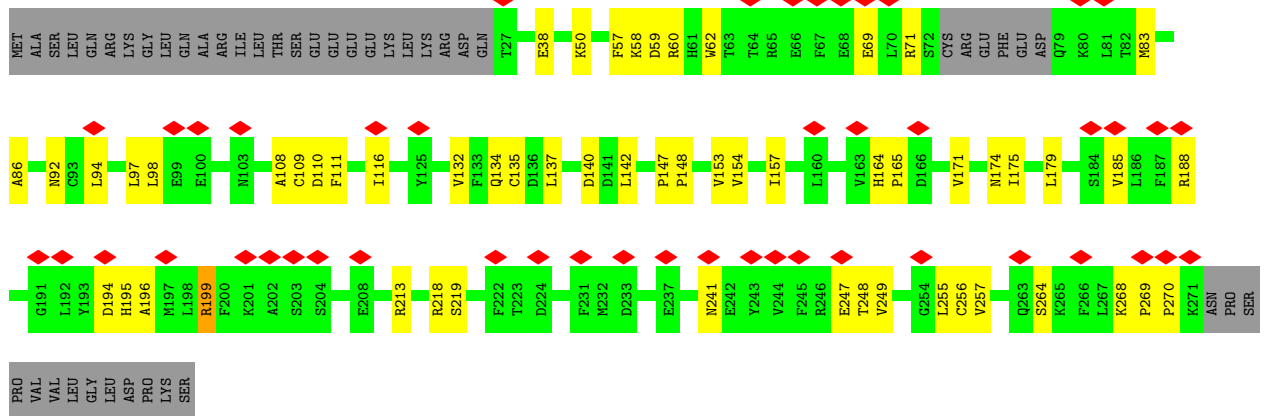 MET ALA SER LEU GLN ARG LYS GLY LEU GLN ALA ARG ILE LEU THR SER GLU GLU GLU GLU LYS LEU LYS ARG ASP GLN T27 E38 K50 F57 K58 D59 R60 H61 W62 T63 T64 R65 E66 F67 E68 E69 L70 R71 S72 CYS ARG GLU PHE GLU ASP Q79 K80 L81 T82 M83
A86 N92 C93 L94 L97 L98 E99 E100 N103 A108 C109 D110 F111 I116 Y125 V132 F133 Q134 C135 D136 L137 D140 D141 L142 P147 P148 V153 V154 I157 L160 V163 H164 P165 D166 V171 N174 I175 L179 S184 V185 L186 F187 R188
G191 L192 Y193 D194 H195 A196 M197 L198 R199 F200 K201 A202 S203 S204 E208 R213 R218 S219 F222 T223 D224 F231 M232 D233 E237 N241 E242 Y243 V244 F245 R246 E247 T248 V249 G254 L255 C256 V257 Q263 S264 K265 F266 L267 K268 P269 P270 K271 ASN PRO SER
PRO VAL VAL LEU GLY LEU ASP PRO LYS SER